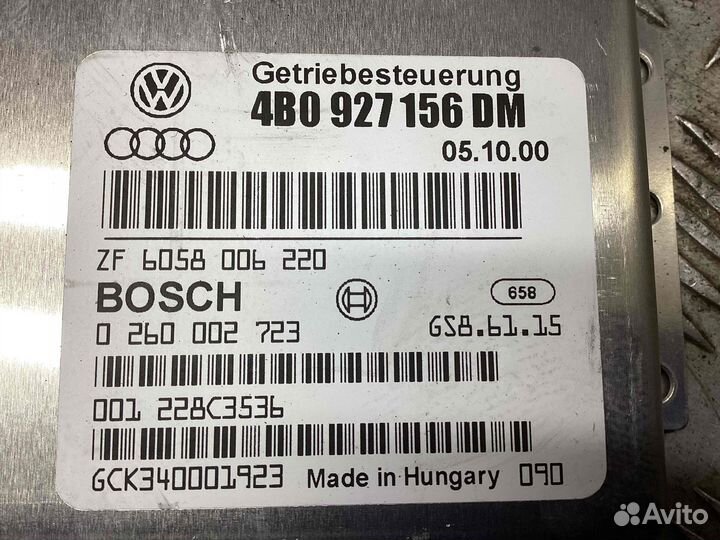 Getriebesteuerung
4B0 927 156 DM
05.10.00
ZF 6058 006 220
BOSCH
658
0 260 002 723
GS8.61.15
001 228C3536
GCK340001923 Made in Hungary 090
Avito